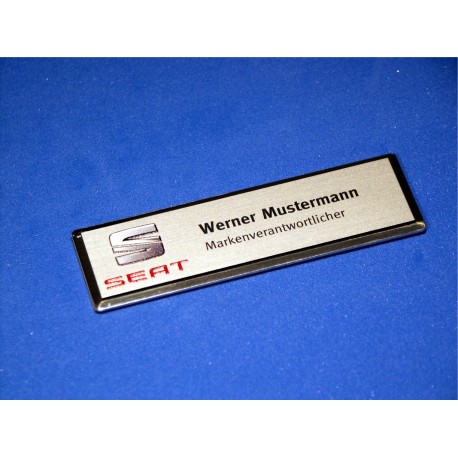 Werner Mustermann
Markenverantwortlicher
SEAT